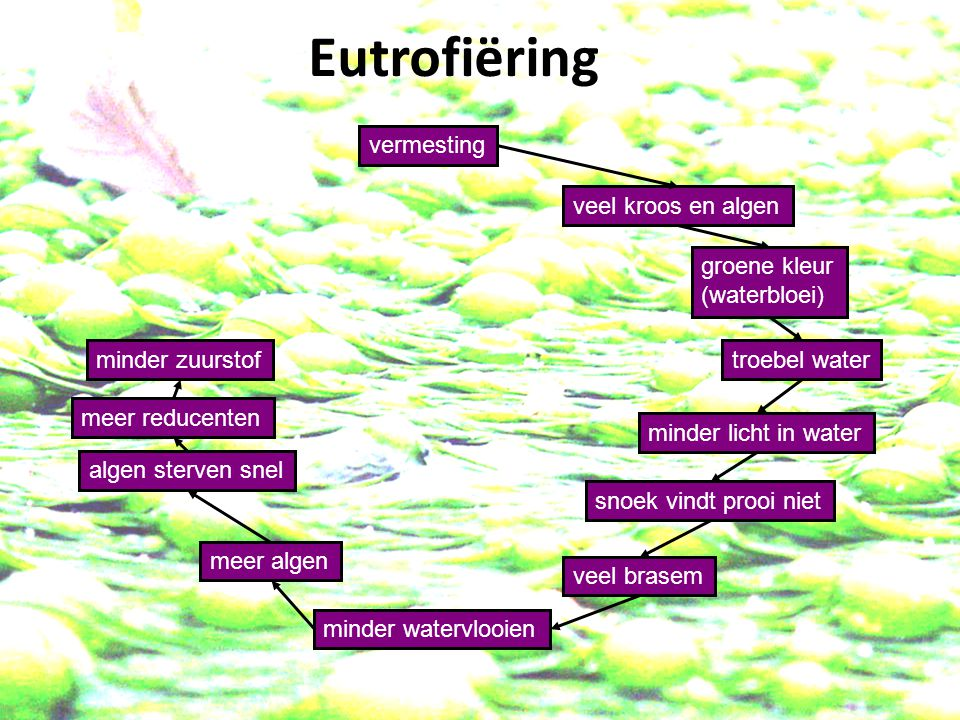 Eutrofiëring
vermesting
veel kroos en algen
groene kleur
(waterbloei)
troebel water
minder licht in water
snoek vindt prooi niet
veel brasem
minder watervlooien
meer algen
algen sterven snel
meer reducenten
minder zuurstof